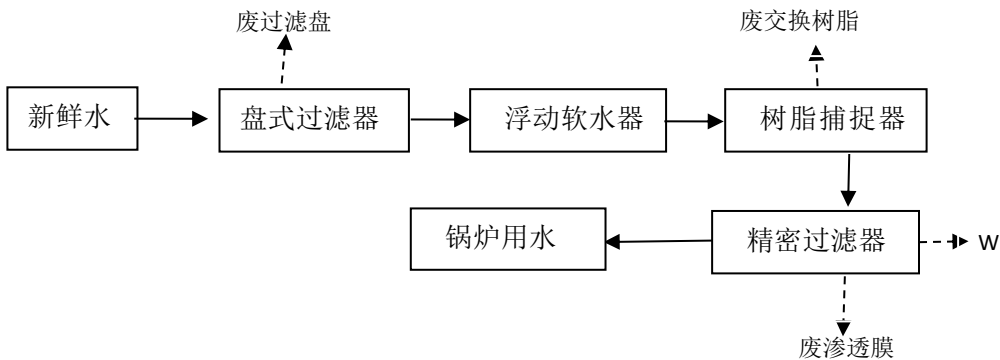 废过滤盘
废交换树脂
新鲜水
盘式过滤器
浮动软水器
树脂捕捉器
锅炉用水
精密过滤器
W
废渗透膜